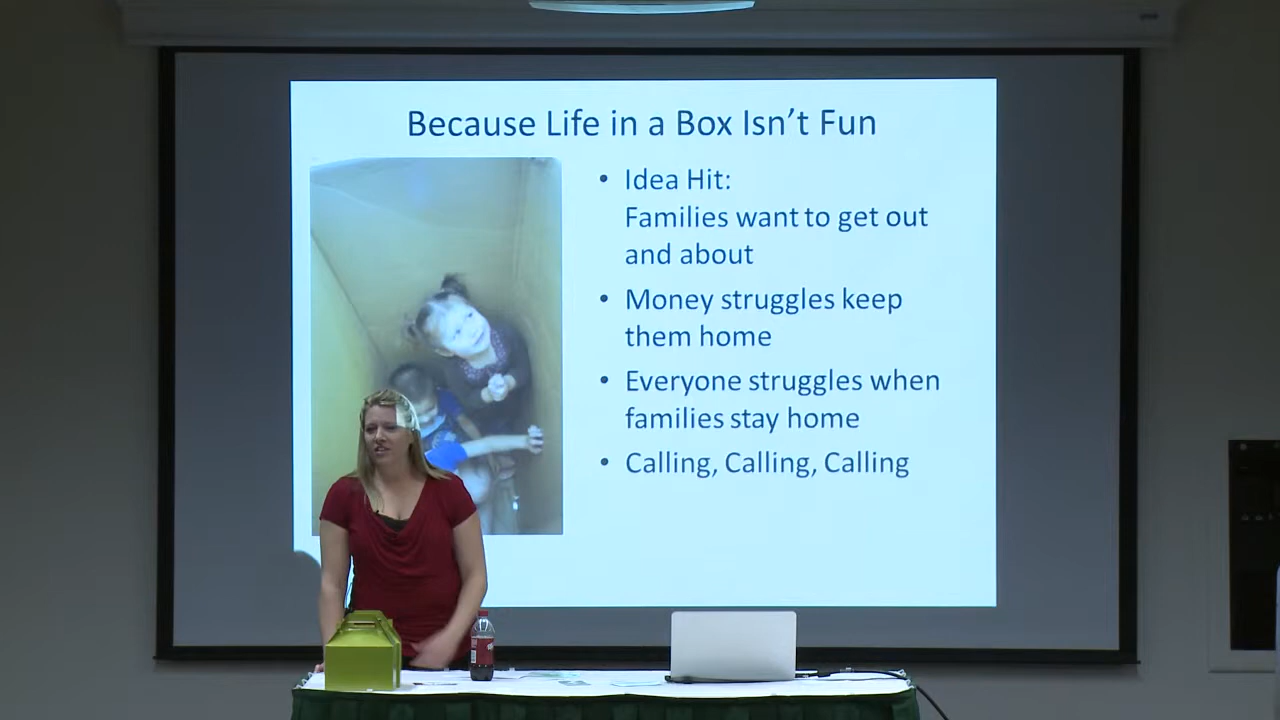 Because Life in a Box Isn't Fun
• Idea Hit:
Families want to get out
and about
• Money struggles keep
them home
• Everyone struggles when
families stay home
• Calling, Calling, Calling